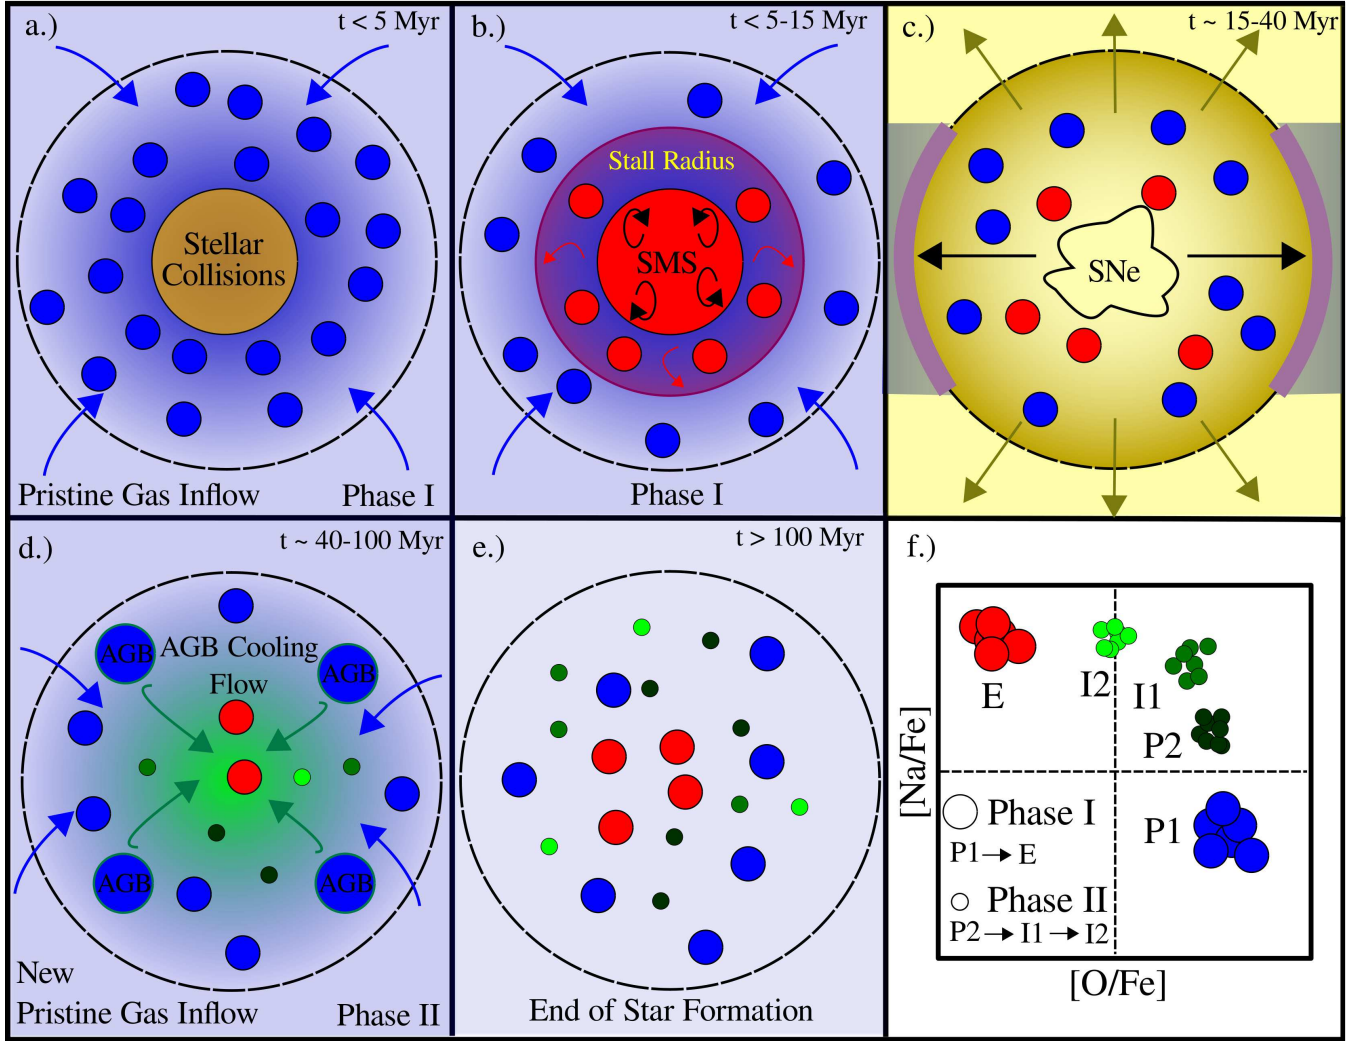 a.)
t < 5 Myr
Stellar
Collisions
Pristine Gas Inflow
Phase I
b.)
t < 5-15 Myr
Stall Radius
SMS
Phase I
c.)
t ~ 15-40 Myr
SNe
d.)
t ~ 40-100 Myr
AGB
AGB Cooling
Flow
AGB
AGB
AGB
New
Pristine Gas Inflow
Phase II
e.)
t > 100 Myr
End of Star Formation
f.)
E
I2
I1
P2
P1
[Na/Fe]
Phase I
P1 → E
Phase II
P2 → I1 → I2
[O/Fe]